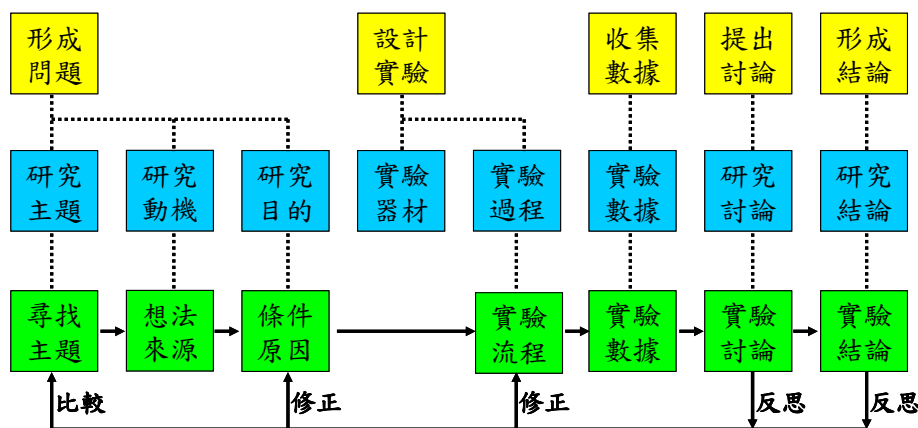 形成
問題
設計
實驗
收集
數據
提出
討論
形成
結論
研究
主題
研究
動機
研究
目的
實驗
器材
實驗
過程
實驗
數據
研究
討論
研究
結論
尋找
主題
想法
來源
條件
原因
實驗
流程
實驗
數據
實驗
討論
實驗
結論
比較
修正
修正
反思
反思